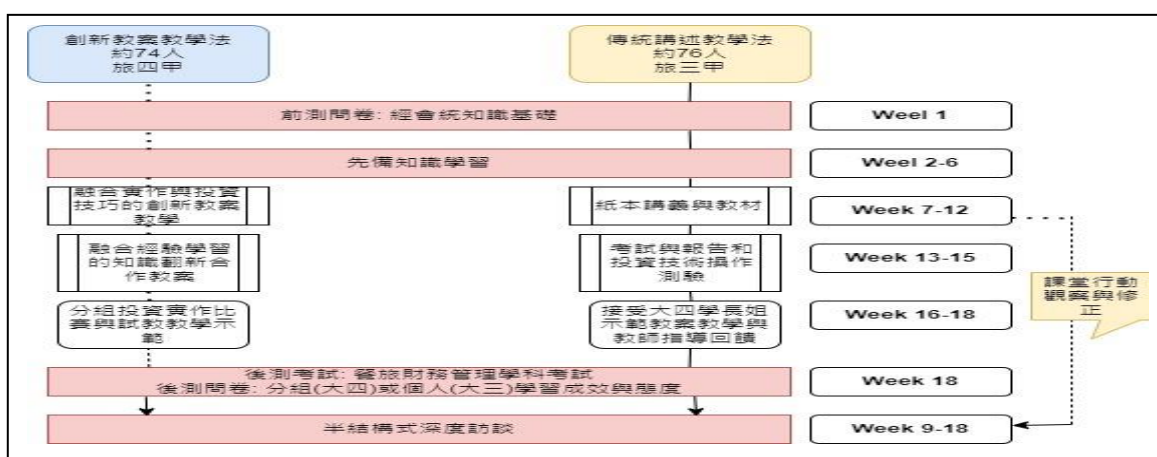 創新教案教學法
約74人
旅四甲
傳統講述教學法
約76人
旅三甲
前測問卷: 經會統知識基礎
Weel 1
先備知識學習
Weel 2-6
融合實作與投資
技巧的創新教案
教學
紙本講義與教材
Week 7-12
融合經驗學習
的知識翻新合
作教案
考試與報告和
投資技術操作
測驗
Week 13-15
課堂行動
觀察與修
正
分組投資實作比
賽與試教教學示
範
接受大四學長姐
示範教案教學與
教師指導回饋
Week 16-18
後測考試: 餐旅財務管理學科考試
後測問卷: 分組(大四)或個人(大三)學習成效與態度
Week 18
半結構式深度訪談
Week 9-18